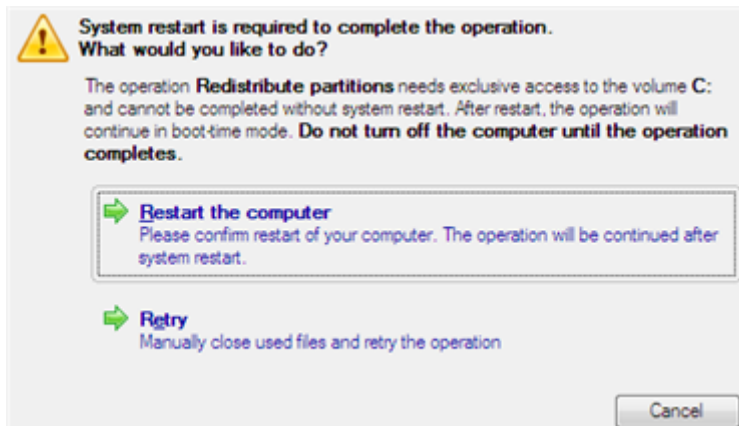 System restart is required to complete the operation.
What would you like to do?
The operation Redistribute partitions needs exclusive access to the volume C:
and cannot be completed without system restart. After restart, the operation will
continue in boot-time mode. Do not turn off the computer until the operation
completes.
Restart the computer
Please confirm restart of your computer. The operation will be continued after
system restart.
Retry
Manually close used files and retry the operation
Cancel